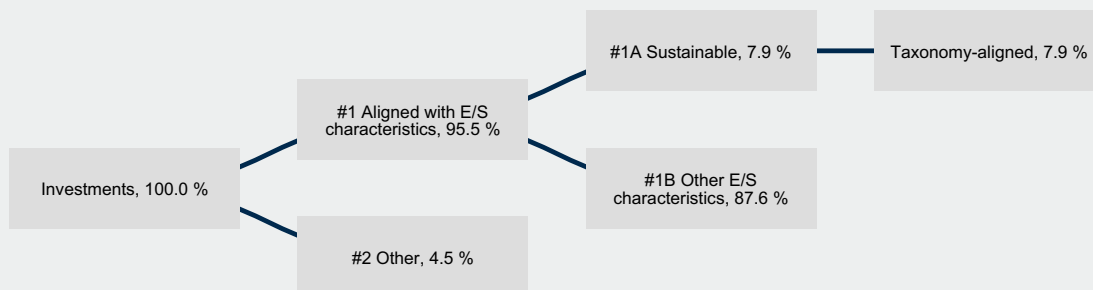 #1A Sustainable, 7.9 %
Taxonomy-aligned, 7.9 %
#1 Aligned with E/S
characteristics, 95.5 %
Investments, 100.0 %
#1B Other E/S
characteristics, 87.6 %
#2 Other, 4.5 %